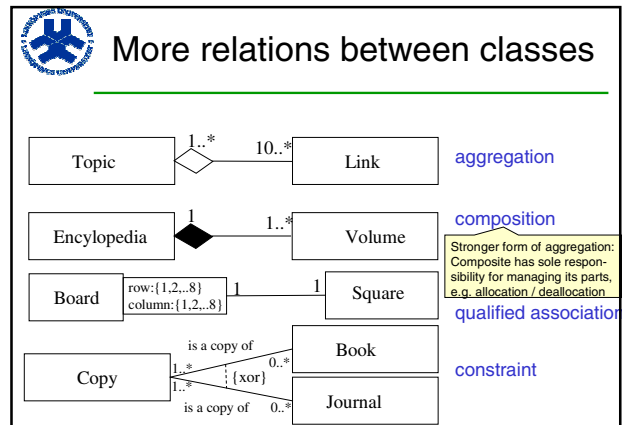 More relations between classes
1..*
10..*
Topic
Link
aggregation
1
1..*
composition
Encylopedia
Volume
Stronger form of aggregation:
Composite has sole respon-
sibility for managing its parts,
e.g. allocation / deallocation
Board
row:{1,2,..8}
column:{1,2,..8}
1
1
Square
qualified association
is a copy of
0..*
Book
1..*
Copy
{xor}
constraint
1..*
is a copy of
0..*
Journal